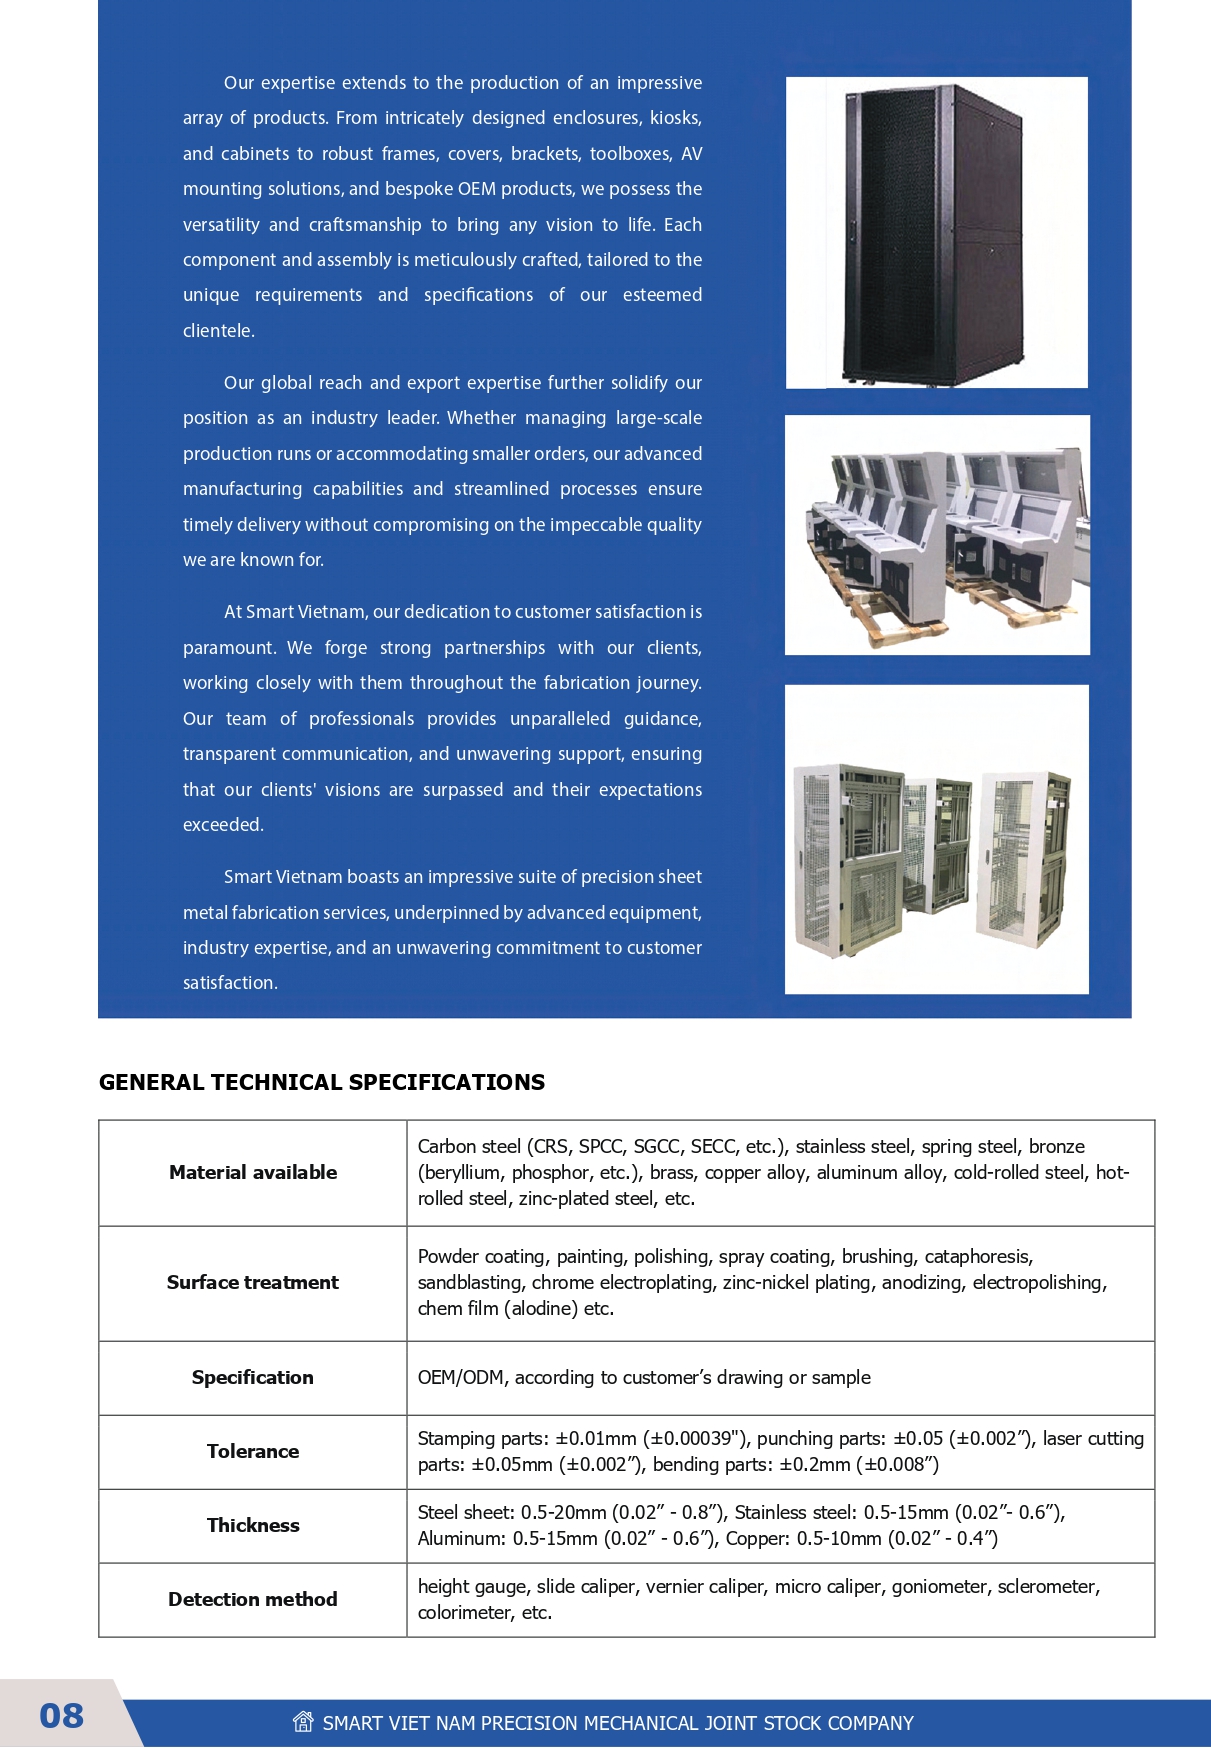 Our expertise extends to the production of an impressive
array of products. From intricately designed enclosures, kiosks,
and cabinets to robust frames, covers, brackets, toolboxes, AV
mounting solutions, and bespoke OEM products, we possess the
versatility and craftsmanship to bring any vision to life. Each
component and assembly is meticulously crafted, tailored to the
unique requirements and specifications of our esteemed
clientele.
Our global reach and export expertise further solidify our
position as an industry leader. Whether managing large-scale
production runs or accommodating smaller orders, our advanced
manufacturing capabilities and streamlined processes ensure
timely delivery without compromising on the impeccable quality
we are known for.
At Smart Vietnam, our dedication to customer satisfaction is
paramount. We forge strong partnerships with our clients,
working closely with them throughout the fabrication journey.
Our team of professionals provides unparalleled guidance,
transparent communication, and unwavering support, ensuring
that our clients' visions are surpassed and their expectations
exceeded.
Smart Vietnam boasts an impressive suite of precision sheet
metal fabrication services, underpinned by advanced equipment,
industry expertise, and an unwavering commitment to customer
satisfaction.
GENERAL TECHNICAL SPECIFICATIONS
Material available
Carbon steel (CRS, SPCC, SGCC, SECC, etc.), stainless steel, spring steel, bronze
(beryllium, phosphor, etc.), brass, copper alloy, aluminum alloy, cold-rolled steel, hot-
rolled steel, zinc-plated steel, etc.
Surface treatment
Powder coating, painting, polishing, spray coating, brushing, cataphoresis,
sandblasting, chrome electroplating, zinc-nickel plating, anodizing, electropolishing,
chem film (alodine) etc.
Specification
OEM/ODM, according to customer’s drawing or sample
Tolerance
Stamping parts: ±0.01mm (±0.00039"), punching parts: ±0.05 (±0.002”), laser cutting
parts: ±0.05mm (±0.002”), bending parts: ±0.2mm (±0.008”)
Thickness
Steel sheet: 0.5-20mm (0.02” - 0.8”), Stainless steel: 0.5-15mm (0.02”- 0.6”),
Aluminum: 0.5-15mm (0.02” - 0.6”), Copper: 0.5-10mm (0.02” - 0.4”)
Detection method
height gauge, slide caliper, vernier caliper, micro caliper, goniometer, sclerometer,
colorimeter, etc.
08
SMART VIET NAM PRECISION MECHANICAL JOINT STOCK COMPANY